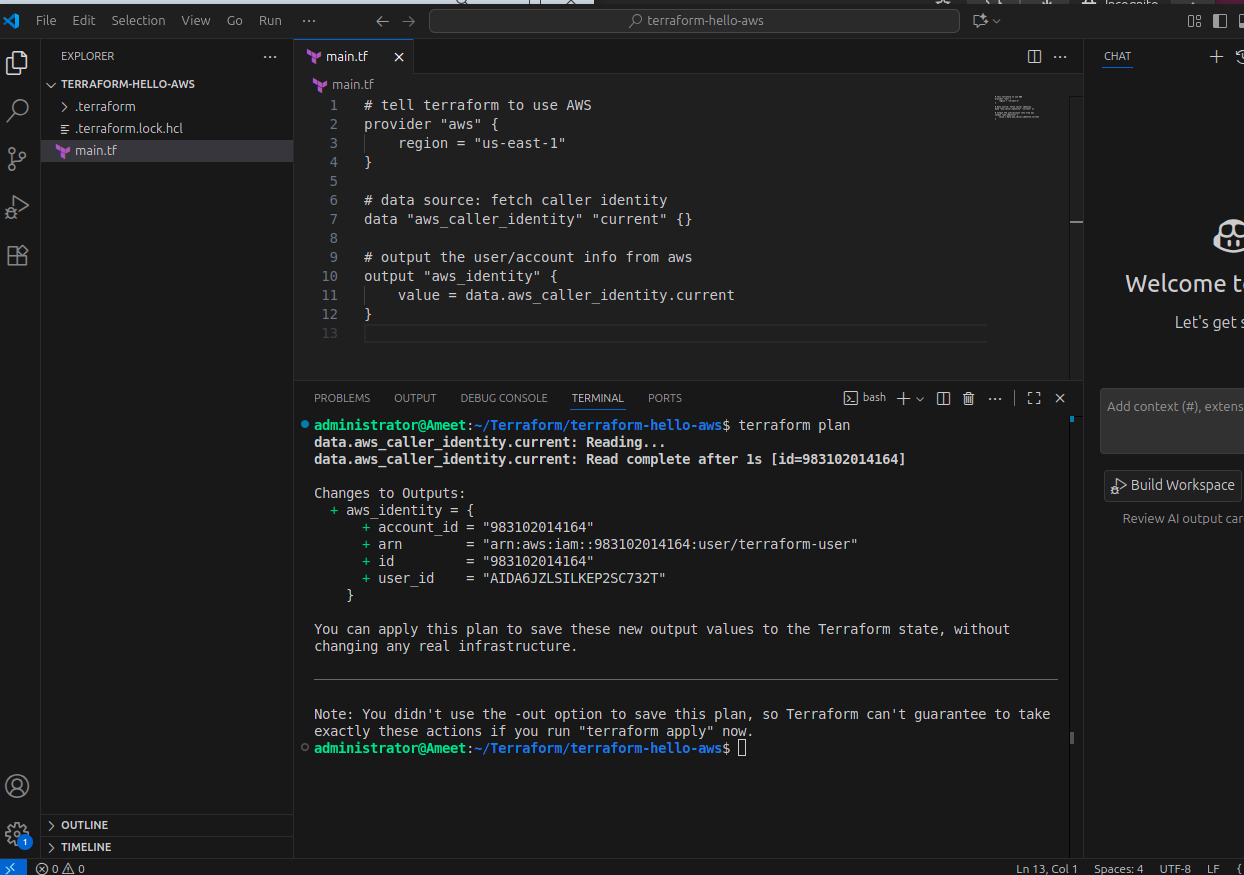 Incognito
File Edit Selection View Go Run ···
terraform-hello-aws
EXPLORER
TERRAFORM-HELLO-AWS
.terraform
.terraform.lock.hcl
main.tf
main.tf
main.tf
1 # tell terraform to use AWS
2 provider "aws" {
3     region = "us-east-1"
4 }
5
6 # data source: fetch caller identity
7 data "aws_caller_identity" "current" {}
8
9 # output the user/account info from aws
10 output "aws_identity" {
11     value = data.aws_caller_identity.current
12 }
13
PROBLEMS OUTPUT DEBUG CONSOLE TERMINAL PORTS
bash
administrator@Ameet:~/Terraform/terraform-hello-aws$ terraform plan
data.aws_caller_identity.current: Reading...
data.aws_caller_identity.current: Read complete after 1s [id=983102014164]
Changes to Outputs:
  + aws_identity = {
      + account_id = "983102014164"
      + arn        = "arn:aws:iam::983102014164:user/terraform-user"
      + id         = "983102014164"
      + user_id    = "AIDA6JZLSILKEP2SC732T"
    }
You can apply this plan to save these new output values to the Terraform state, without
changing any real infrastructure.
Note: You didn't use the -out option to save this plan, so Terraform can't guarantee to take
exactly these actions if you run "terraform apply" now.
administrator@Ameet:~/Terraform/terraform-hello-aws$
CHAT
Welcome
Let's get
Add context (#), extens
Build Workspace
Review AI output car
OUTLINE
TIMELINE
1
0 0
Ln 13, Col 1 Spaces: 4 UTF-8 LF {